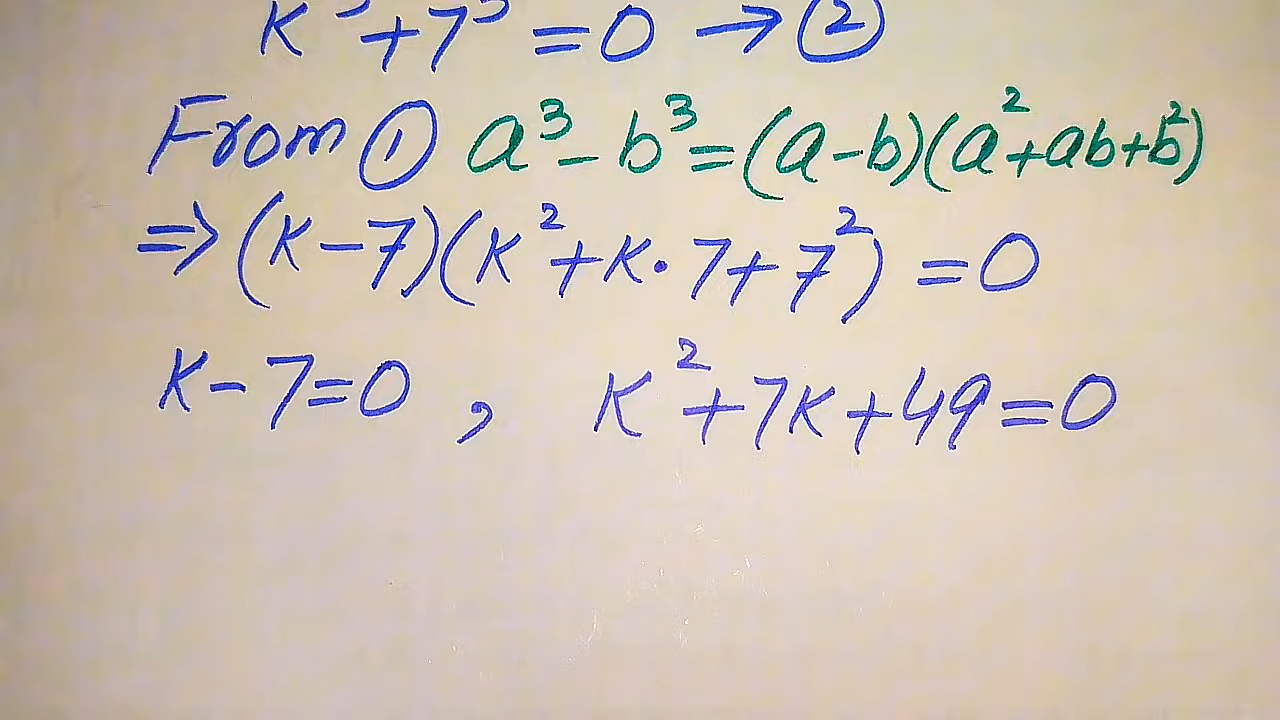 K³+7³=0 → ②
From ① a³-b³=(a-b)(a²+ab+b²)
⇒(K-7)(K²+K·7+7²)=0
K-7=0 , K²+7K+49=0